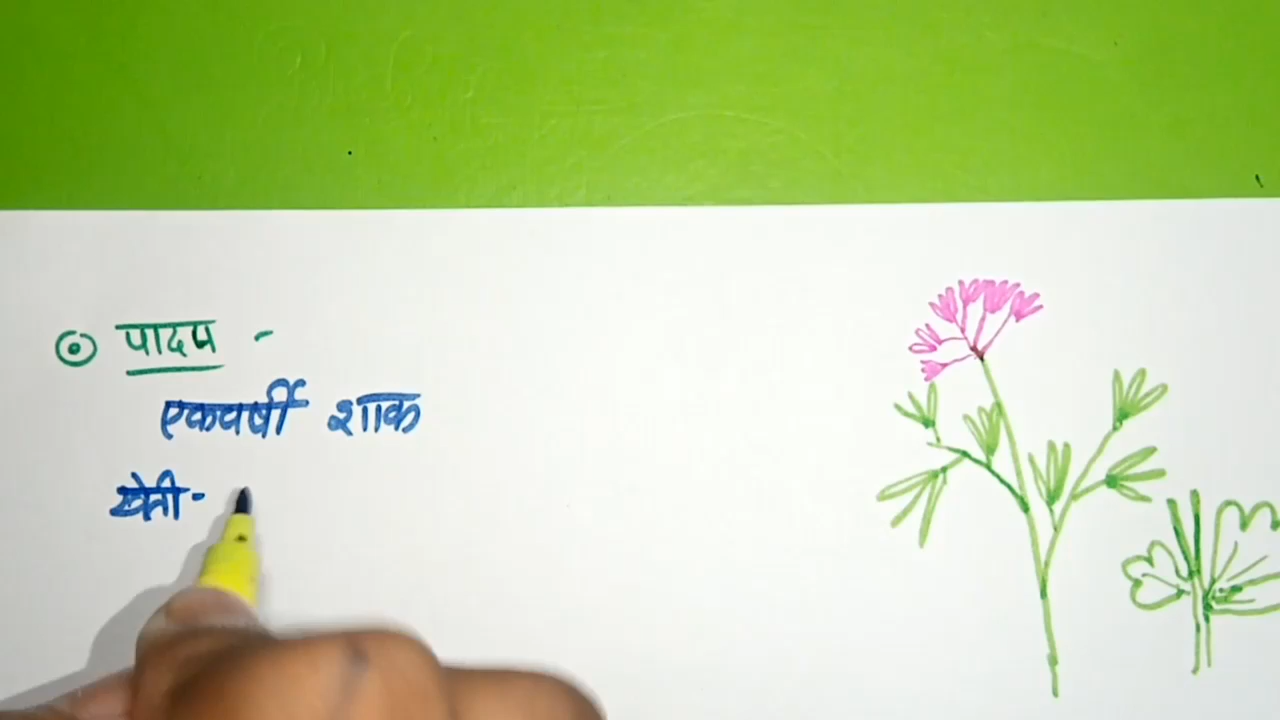 पादप -
एकवर्षी शाक
खेती -